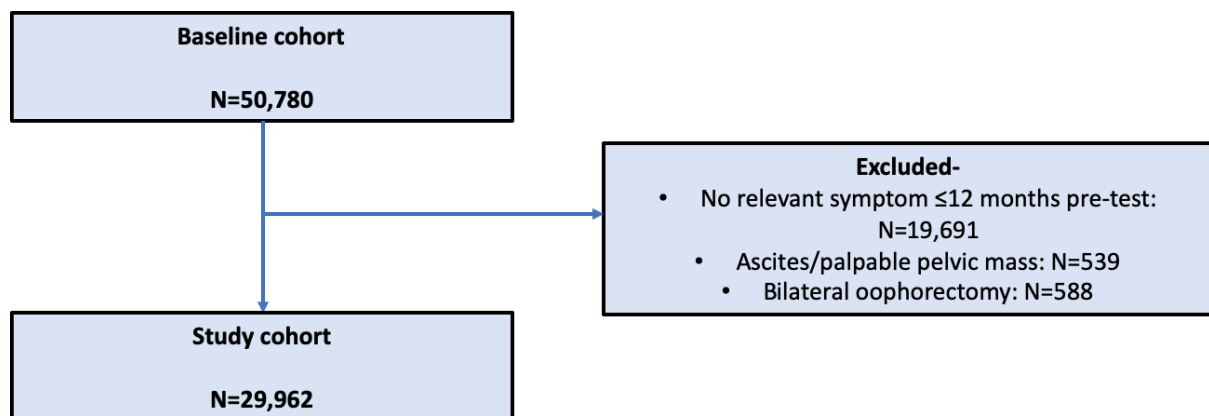 Baseline cohort
N=50,780
Excluded-
• No relevant symptom ≤12 months pre-test:
N=19,691
• Ascites/palpable pelvic mass: N=539
• Bilateral oophorectomy: N=588
Study cohort
N=29,962